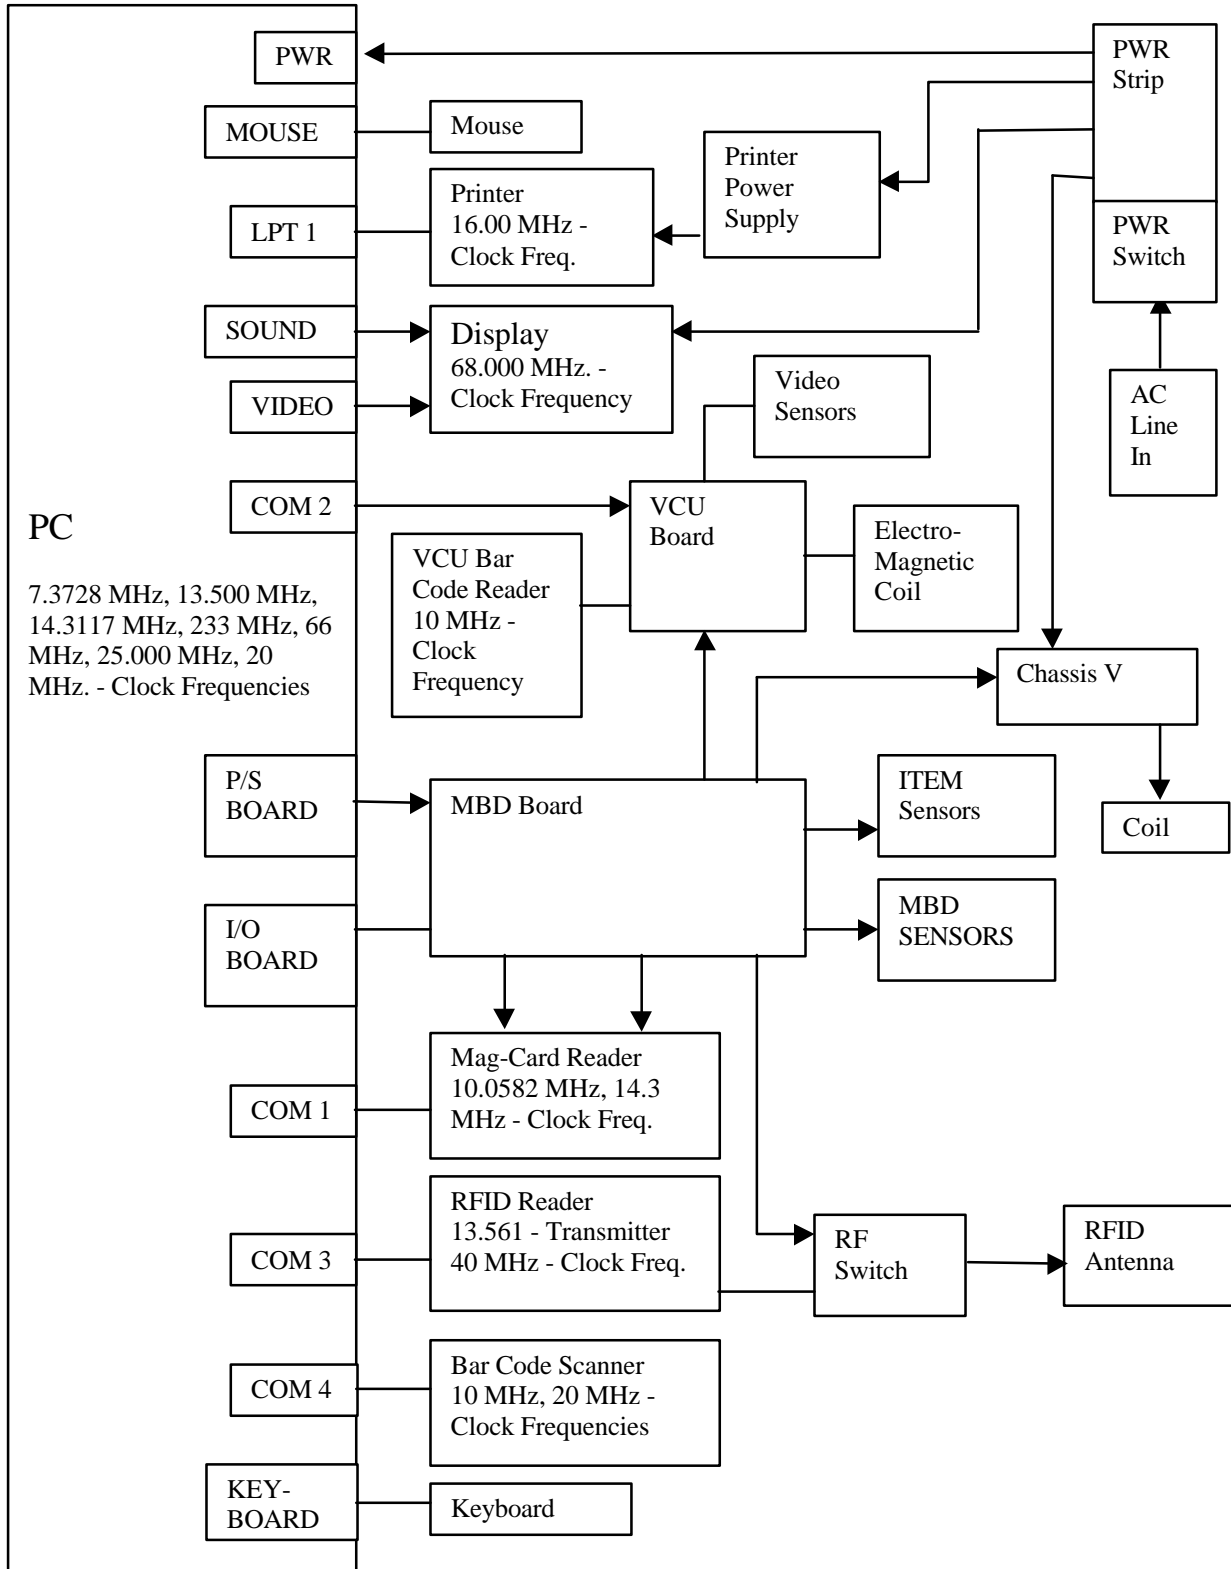 PWR
PWR
Strip
MOUSE
Mouse
Printer
Power
Supply
LPT 1
Printer
16.00 MHz -
Clock Freq.
PWR
Switch
SOUND
VIDEO
Display
68.000 MHz. -
Clock Frequency
Video
Sensors
AC
Line
In
COM 2
VCU
Board
Electro-
Magnetic
Coil
PC
7.3728 MHz, 13.500 MHz,
14.3117 MHz, 233 MHz, 66
MHz, 25.000 MHz, 20
MHz. - Clock Frequencies
VCU Bar
Code Reader
10 MHz -
Clock
Frequency
Chassis V
Coil
P/S
BOARD
MBD Board
ITEM
Sensors
I/O
BOARD
MBD
SENSORS
COM 1
Mag-Card Reader
10.0582 MHz, 14.3
MHz - Clock Freq.
COM 3
RFID Reader
13.561 - Transmitter
40 MHz - Clock Freq.
RF
Switch
RFID
Antenna
COM 4
Bar Code Scanner
10 MHz, 20 MHz -
Clock Frequencies
KEY-
BOARD
Keyboard